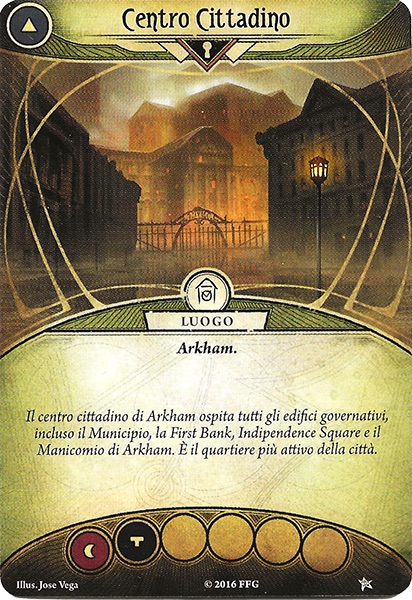 Centro Cittadino
LUOGO
Arkham.
Il centro cittadino di Arkham ospita tutti gli edifici governativi,
incluso il Municipio, la First Bank, Indipendence Square e il
Manicomio di Arkham. È il quartiere più attivo della città.
Illus. Jose Vega
© 2016 FFG